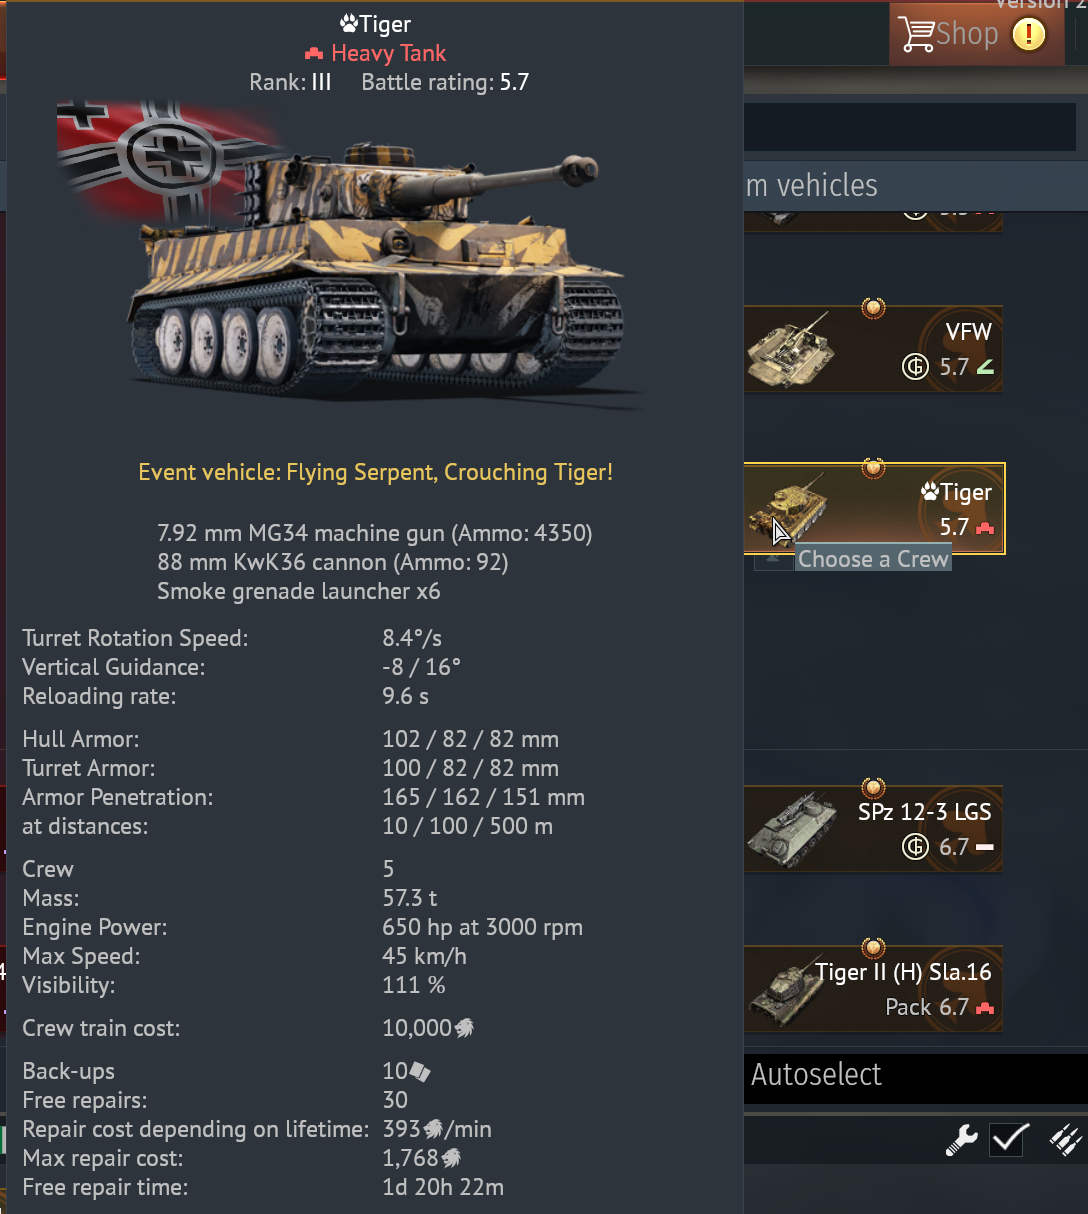 Tiger
Heavy Tank
Rank: III Battle rating: 5.7
Event vehicle: Flying Serpent, Crouching Tiger!
7.92 mm MG34 machine gun (Ammo: 4350)
88 mm KwK36 cannon (Ammo: 92)
Smoke grenade launcher x6
Turret Rotation Speed: 8.4°/s
Vertical Guidance: -8 / 16°
Reloading rate: 9.6 s
Hull Armor: 102 / 82 / 82 mm
Turret Armor: 100 / 82 / 82 mm
Armor Penetration: 165 / 162 / 151 mm
at distances: 10 / 100 / 500 m
Crew 5
Mass: 57.3 t
Engine Power: 650 hp at 3000 rpm
Max Speed: 45 km/h
Visibility: 111 %
Crew train cost: 10,000
Back-ups 10
Free repairs: 30
Repair cost depending on lifetime: 393/min
Max repair cost: 1,768
Free repair time: 1d 20h 22m
Version 2
Shop !
m vehicles
VFW
5.7
Tiger
5.7
Choose a Crew
SPz 12-3 LGS
6.7
Tiger II (H) Sla.16
Pack 6.7
Autoselect